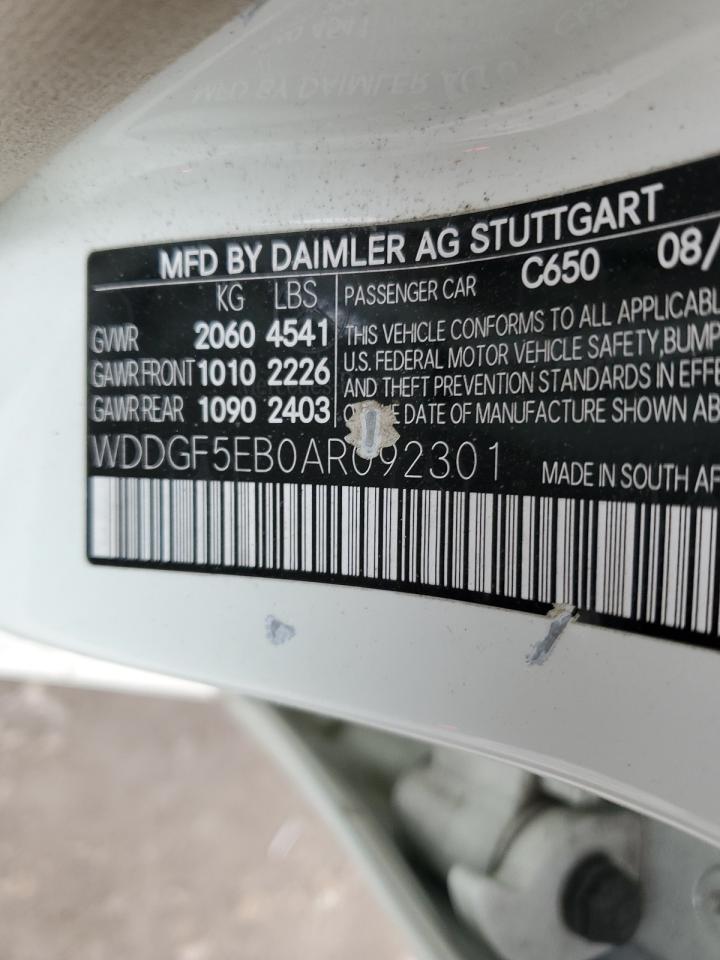 MFD BY DAIMLER AG STUTTGART
KG LBS
GVWR 2060 4541
GAWR FRONT 1010 2226
GAWR REAR 1090 2403
C650 08/
PASSENGER CAR
THIS VEHICLE CONFORMS TO ALL APPLICABL
U.S. FEDERAL MOTOR VEHICLE SAFETY, BUMP
AND THEFT PREVENTION STANDARDS IN EFFE
DATE OF MANUFACTURE SHOWN AB
WDDGF5EB0AR092301
MADE IN SOUTH AF